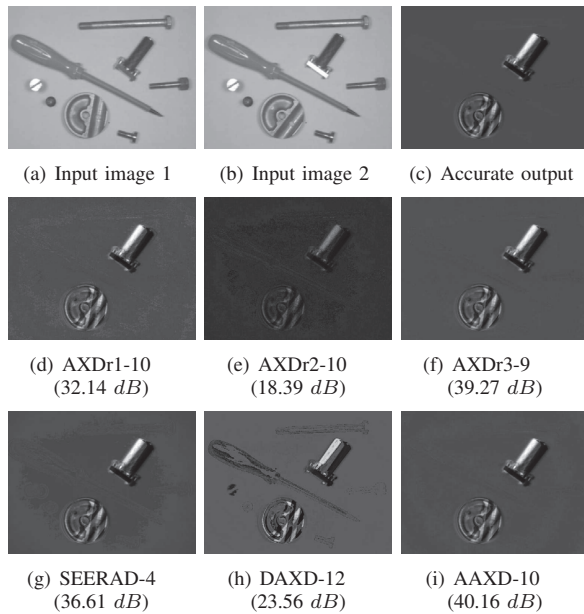 (a) Input image 1
(b) Input image 2
(c) Accurate output
(d) AXDr1-10
(32.14 dB)
(e) AXDr2-10
(18.39 dB)
(f) AXDr3-9
(39.27 dB)
(g) SEERAD-4
(36.61 dB)
(h) DAXD-12
(23.56 dB)
(i) AAXD-10
(40.16 dB)